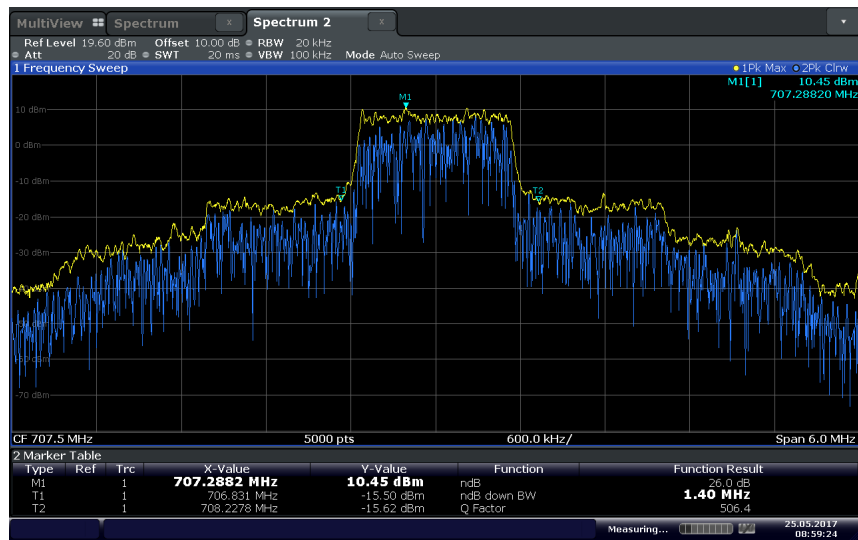 MultiView Spectrum x Spectrum 2 x
Ref Level 19.60 dBm Offset 10.00 dB RBW 20 kHz
Att 20 dB SWT 20 ms VBW 100 kHz Mode Auto Sweep
1 Frequency Sweep 1Pk Max 2Pk Clrw
M1[1] 10.45 dBm
707.28820 MHz
M1
10 dBm
0 dBm
-10 dBm
T1 T2
-20 dBm
-30 dBm
-70 dBm
CF 707.5 MHz 5000 pts 600.0 kHz/ Span 6.0 MHz
2 Marker Table
Type Ref Trc X-Value Y-Value Function Function Result
M1 1 707.2882 MHz 10.45 dBm ndB 26.0 dB
T1 1 706.831 MHz -15.50 dBm ndB down BW 1.40 MHz
T2 1 708.2278 MHz -15.62 dBm Q Factor 506.4
Measuring... 25.05.2017
08:59:24